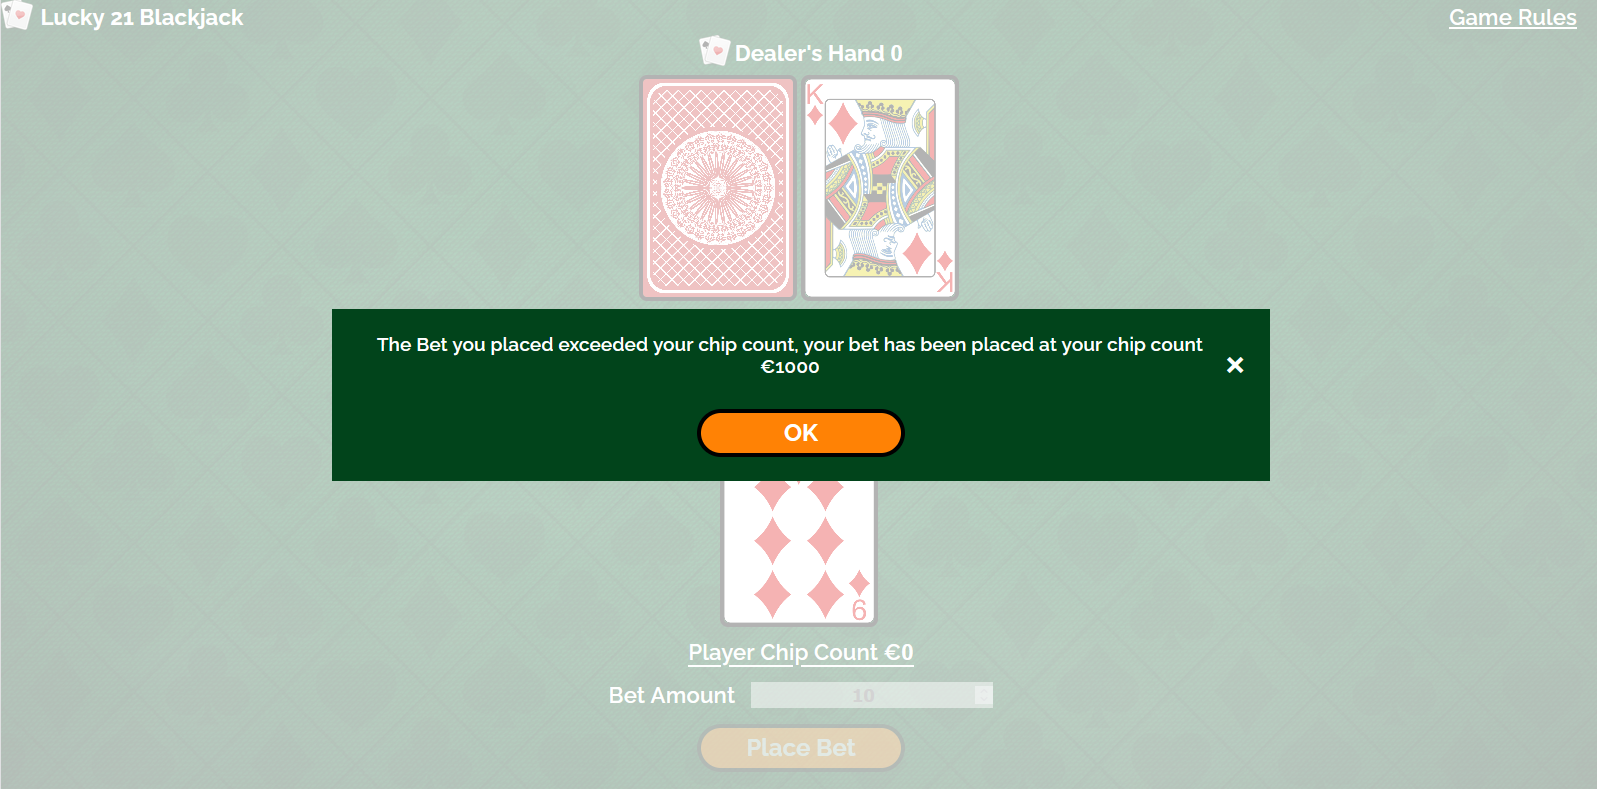 Lucky 21 Blackjack
Game Rules
Dealer's Hand 0
K
K
The Bet you placed exceeded your chip count, your bet has been placed at your chip count
€1000
×
OK
6
Player Chip Count €0
Bet Amount 10
Place Bet